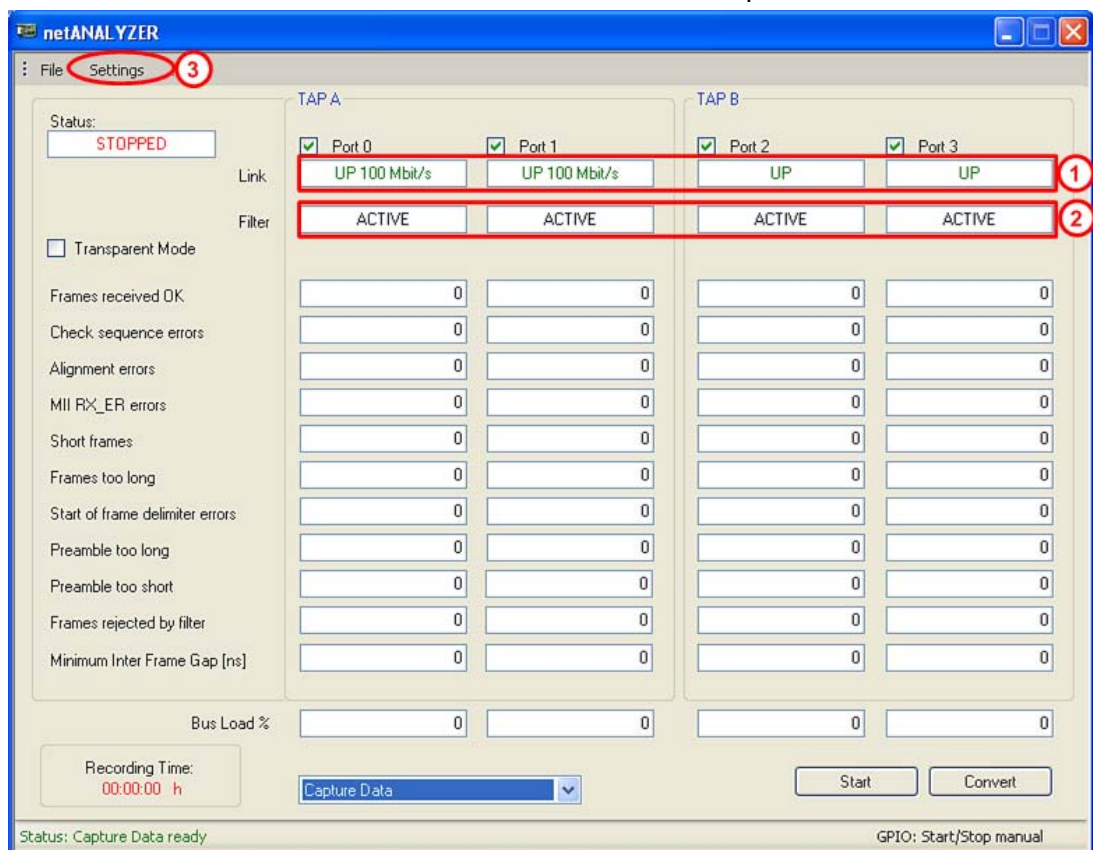 netANALYZER
File Settings 3
TAP A TAP B
Status:
STOPPED
Port 0 Port 1 Port 2 Port 3
Link UP 100 Mbit/s UP 100 Mbit/s UP UP 1
Filter ACTIVE ACTIVE ACTIVE ACTIVE 2
Transparent Mode
Frames received OK 0 0 0 0
Check sequence errors 0 0 0 0
Alignment errors 0 0 0 0
MII RX_ER errors 0 0 0 0
Short frames 0 0 0 0
Frames too long 0 0 0 0
Start of frame delimiter errors 0 0 0 0
Preamble too long 0 0 0 0
Preamble too short 0 0 0 0
Frames rejected by filter 0 0 0 0
Minimum Inter Frame Gap [ns] 0 0 0 0
Bus Load % 0 0 0 0
Recording Time:
00:00:00 h
Capture Data Start Convert
Status: Capture Data ready GPIO: Start/Stop manual